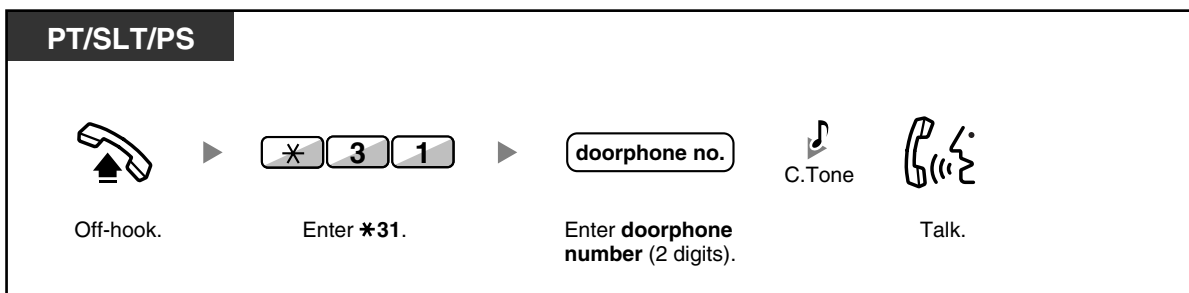 PT/SLT/PS
✱ 3 1
doorphone no.
C.Tone
Off-hook.
Enter ✱31.
Enter doorphone
number (2 digits).
Talk.